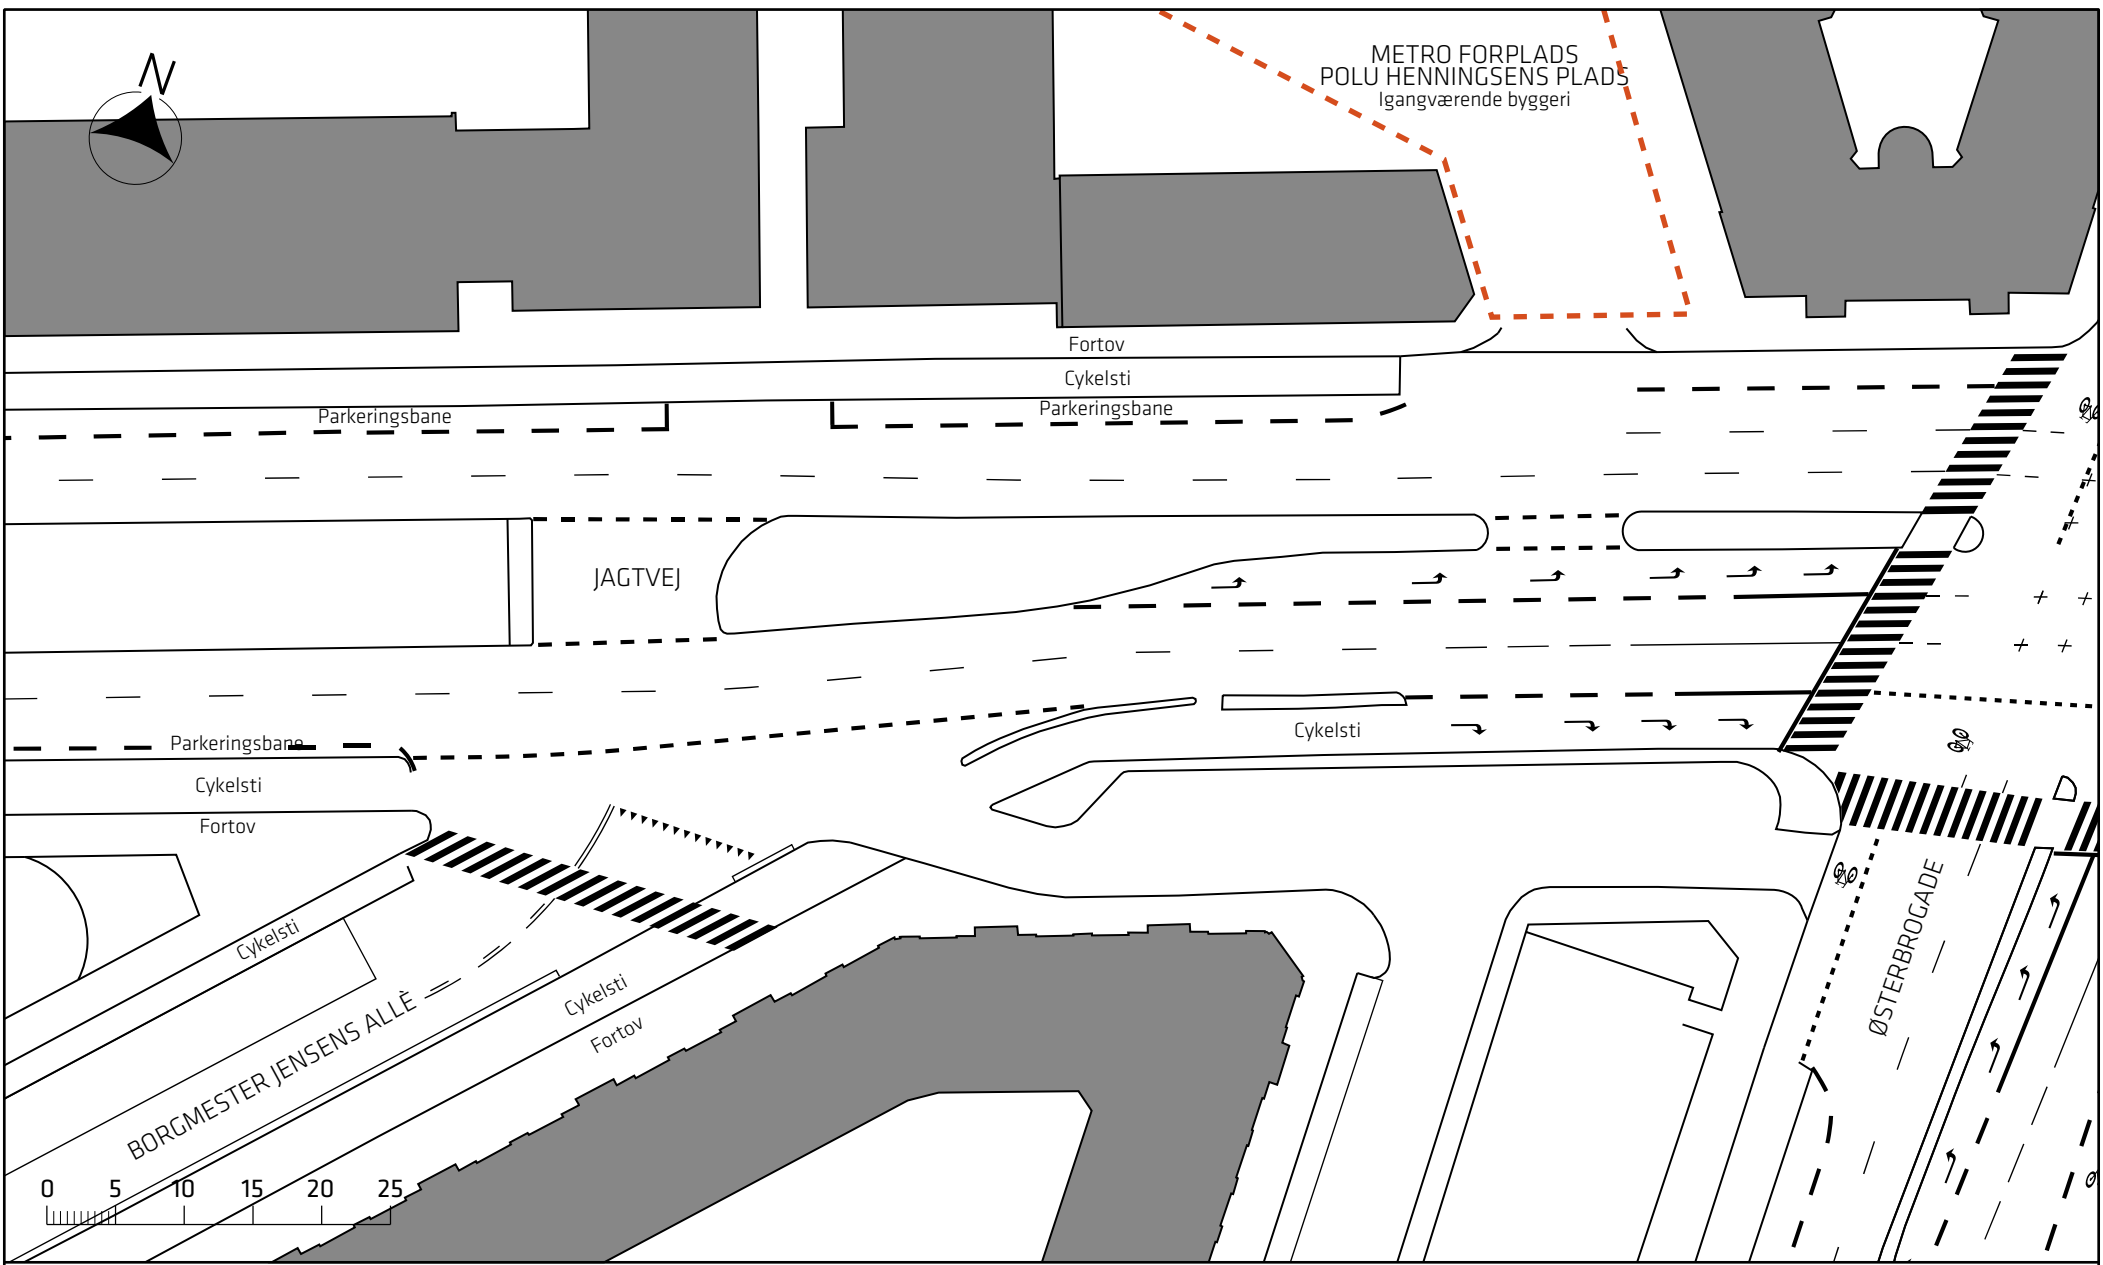 N
METRO FORPLADS
POLU HENNINGSENS PLADS
Igangværende byggeri
Fortov
Cykelsti
Parkeringsbane
Parkeringsbane
JAGTVEJ
Cykelsti
Parkeringsbane
Cykelsti
Fortov
Cykelsti
Cykelsti
Fortov
BORGMESTER JENSENS ALLÈ
ØSTERBROGADE
0 5 10 15 20 25